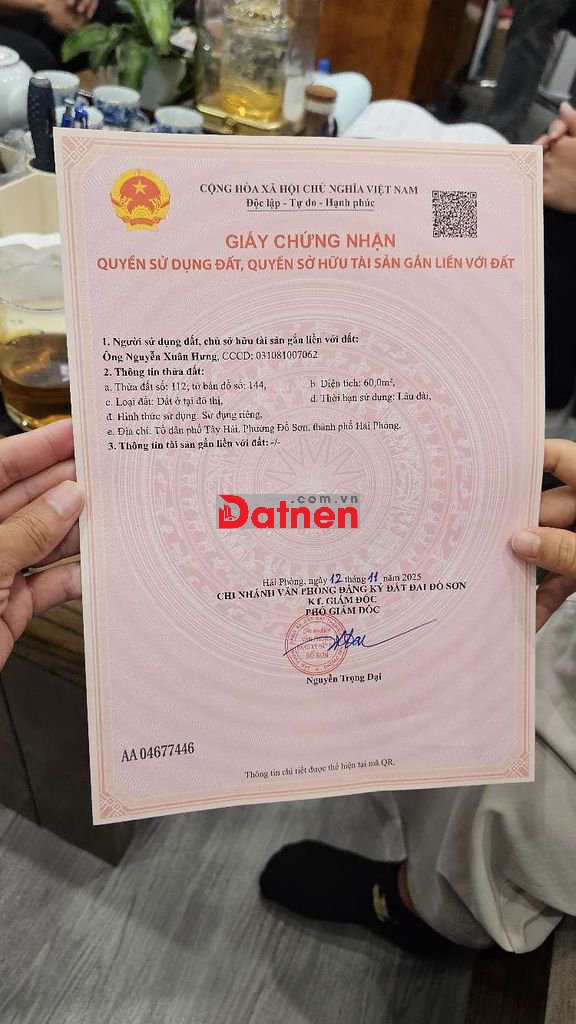 CỘNG HÒA XÃ HỘI CHỦ NGHĨA VIỆT NAM
Độc lập - Tự do - Hạnh phúc
GIẤY CHỨNG NHẬN
QUYỀN SỬ DỤNG ĐẤT, QUYỀN SỞ HỮU TÀI SẢN GẮN LIỀN VỚI ĐẤT
1. Người sử dụng đất, chủ sở hữu tài sản gắn liền với đất:
Ông Nguyễn Xuân Hưng, CCCD: 031081007062
2. Thông tin thửa đất:
a. Thửa đất số: 112; tờ bản đồ số: 144, b. Diện tích: 60,0m²,
c. Loại đất: Đất ở tại đô thị, d. Thời hạn sử dụng: Lâu dài,
đ. Hình thức sử dụng: Sử dụng riêng,
e. Địa chỉ: Tổ dân phố Tây Hải, Phường Đồ Sơn, thành phố Hải Phòng.
3. Thông tin tài sản gắn liền với đất: -/-
.com.vn
Datnen
Hải Phòng, ngày 12 tháng 11 năm 2025
CHI NHÁNH VĂN PHÒNG ĐĂNG KÝ ĐẤT ĐAI ĐỒ SƠN
KT. GIÁM ĐỐC
PHÓ GIÁM ĐỐC
CHI NHÁNH
VĂN PHÒNG
ĐỒ SƠN
Nguyễn Trọng Đại
AA 04677446
Thông tin chi tiết được thể hiện tại mã QR.